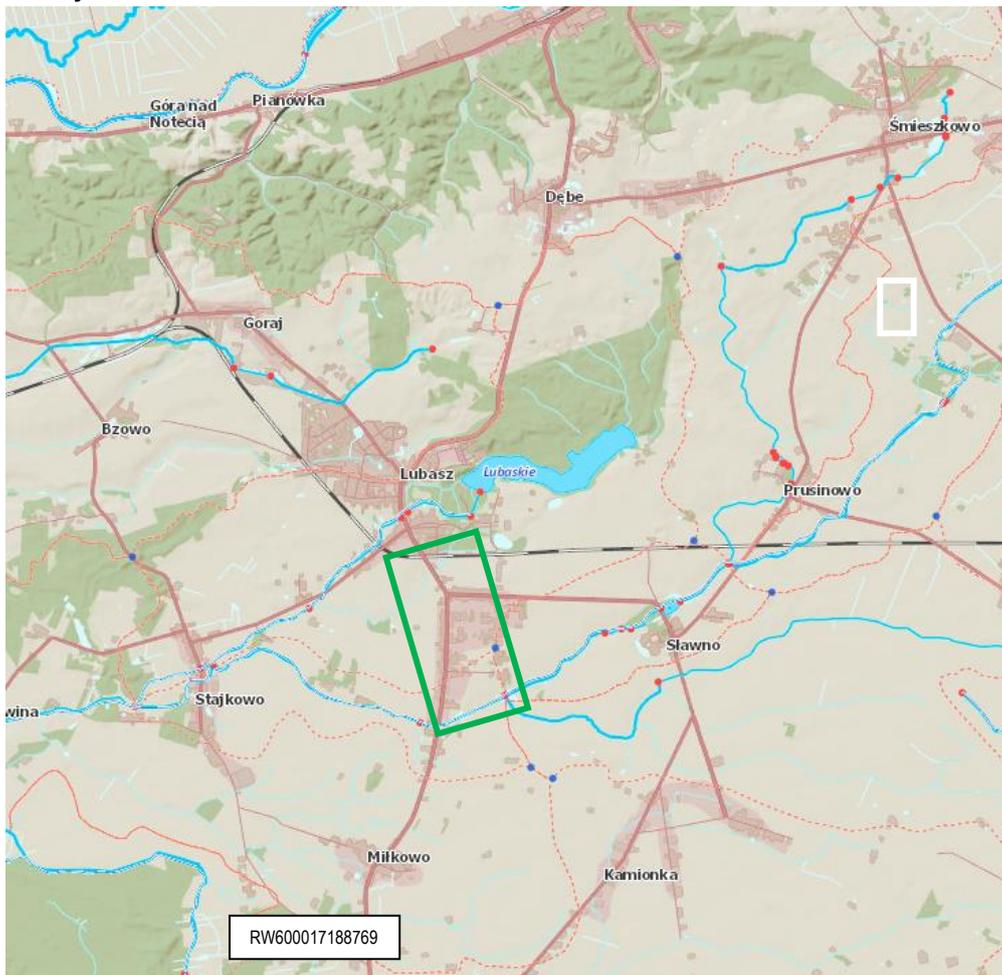 Góra nad
Notecią
Pianówka
Śmieszkowo
Dębe
Goraj
Bzowo
Lubasz
Lubaskie
Prusinowo
Sławno
Stajkowo
wina
Miłkowo
Kamionka
RW600017188769